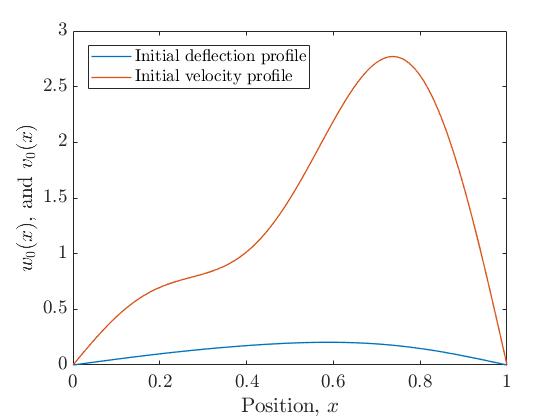 3
Initial deflection profile
Initial velocity profile
2.5
2
1.5
1
0.5
0
w₀(x), and v₀(x)
0 0.2 0.4 0.6 0.8 1
Position, x